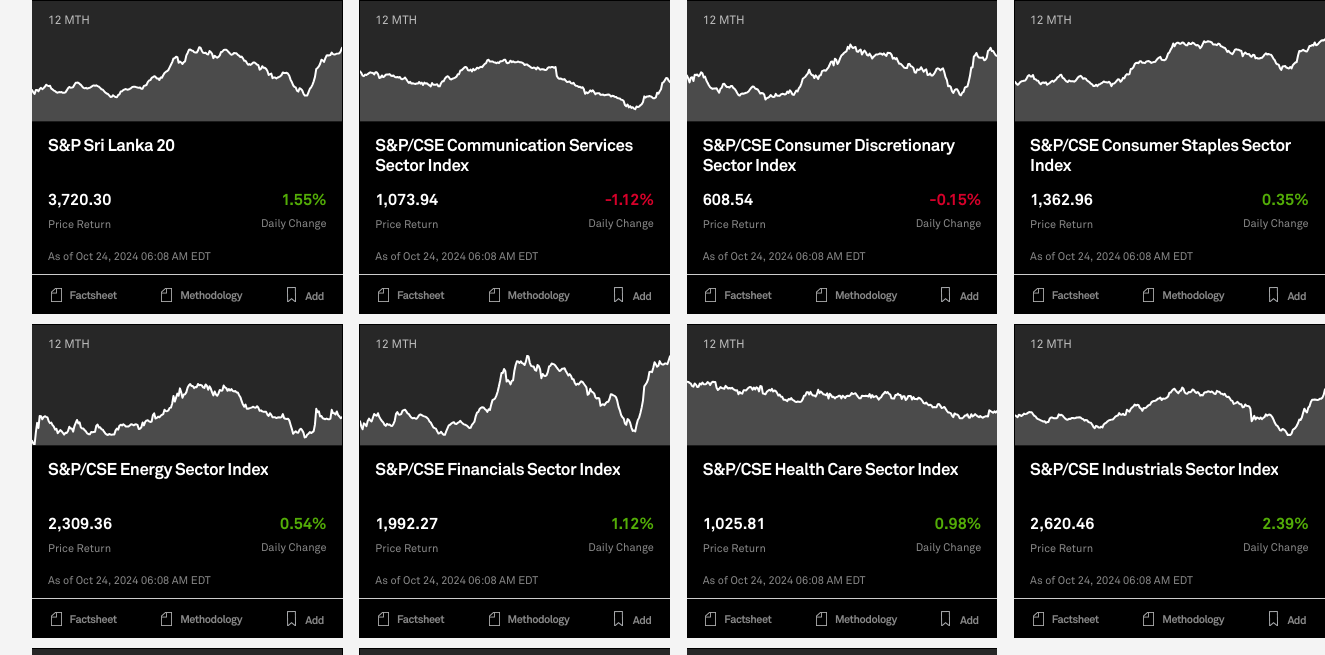 12 MTH
12 MTH
12 MTH
12 MTH
S&P Sri Lanka 20
S&P/CSE Communication Services
Sector Index
S&P/CSE Consumer Discretionary
Sector Index
S&P/CSE Consumer Staples Sector
Index
3,720.30 1.55%
Price Return Daily Change
1,073.94 -1.12%
Price Return Daily Change
608.54 -0.15%
Price Return Daily Change
1,362.96 0.35%
Price Return Daily Change
As of Oct 24, 2024 06:08 AM EDT
As of Oct 24, 2024 06:08 AM EDT
As of Oct 24, 2024 06:08 AM EDT
As of Oct 24, 2024 06:08 AM EDT
Factsheet Methodology Add
Factsheet Methodology Add
Factsheet Methodology Add
Factsheet Methodology Add
12 MTH
12 MTH
12 MTH
12 MTH
S&P/CSE Energy Sector Index
S&P/CSE Financials Sector Index
S&P/CSE Health Care Sector Index
S&P/CSE Industrials Sector Index
2,309.36 0.54%
Price Return Daily Change
1,992.27 1.12%
Price Return Daily Change
1,025.81 0.98%
Price Return Daily Change
2,620.46 2.39%
Price Return Daily Change
As of Oct 24, 2024 06:08 AM EDT
As of Oct 24, 2024 06:08 AM EDT
As of Oct 24, 2024 06:08 AM EDT
As of Oct 24, 2024 06:08 AM EDT
Factsheet Methodology Add
Factsheet Methodology Add
Factsheet Methodology Add
Factsheet Methodology Add